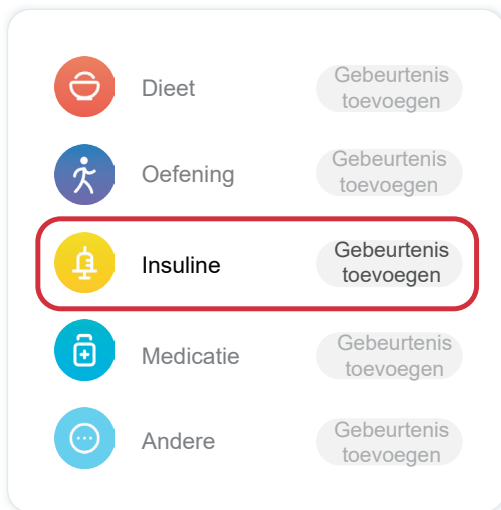 Dieet
Gebeurtenis
toevoegen
Oefening
Gebeurtenis
toevoegen
Insuline
Gebeurtenis
toevoegen
Medicatie
Gebeurtenis
toevoegen
Andere
Gebeurtenis
toevoegen